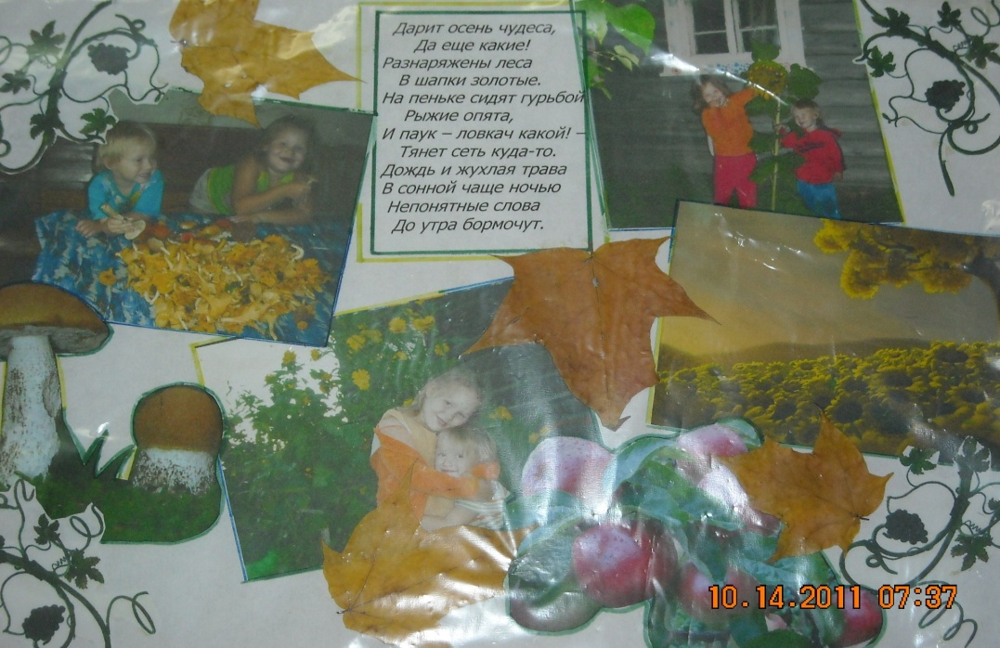 Дарит осень чудеса,
Да еще какие!
Разнаряжены леса
В шапки золотые.
На пеньке сидят гурьбой
Рыжие опята,
И паук – ловкач какой! –
Тянет сеть куда-то.
Дождь и жухлая трава
В сонной чаще ночью
Непонятные слова
До утра бормочут.
10.14.2011 07:37